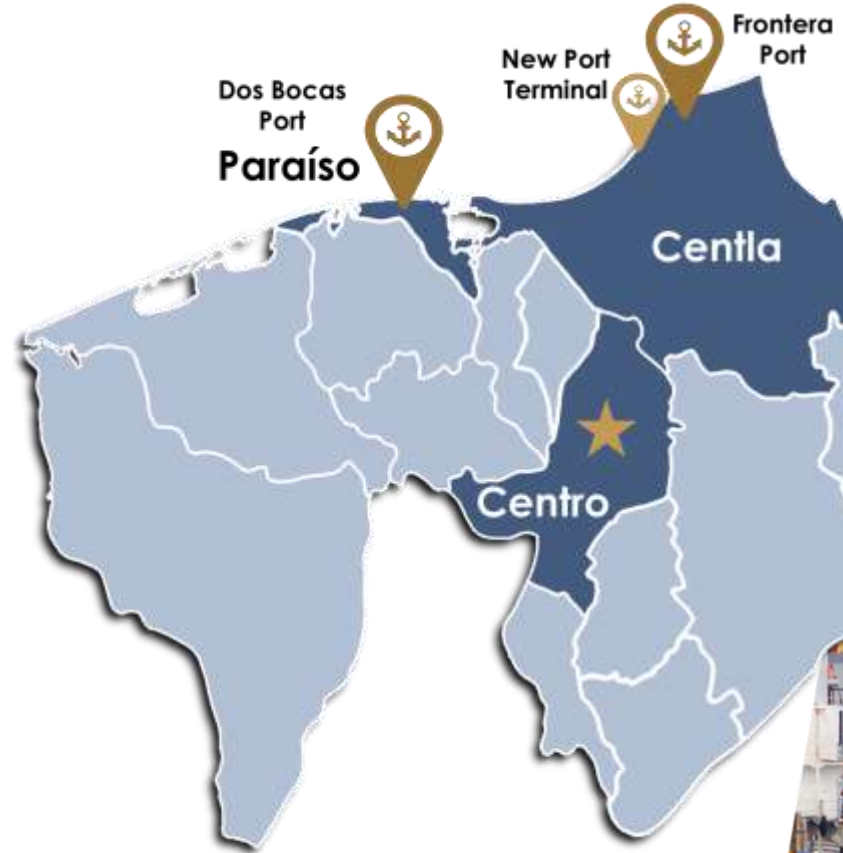 Frontera
Port
New Port
Terminal
Dos Bocas
Port
Paraíso
Centla
Centro